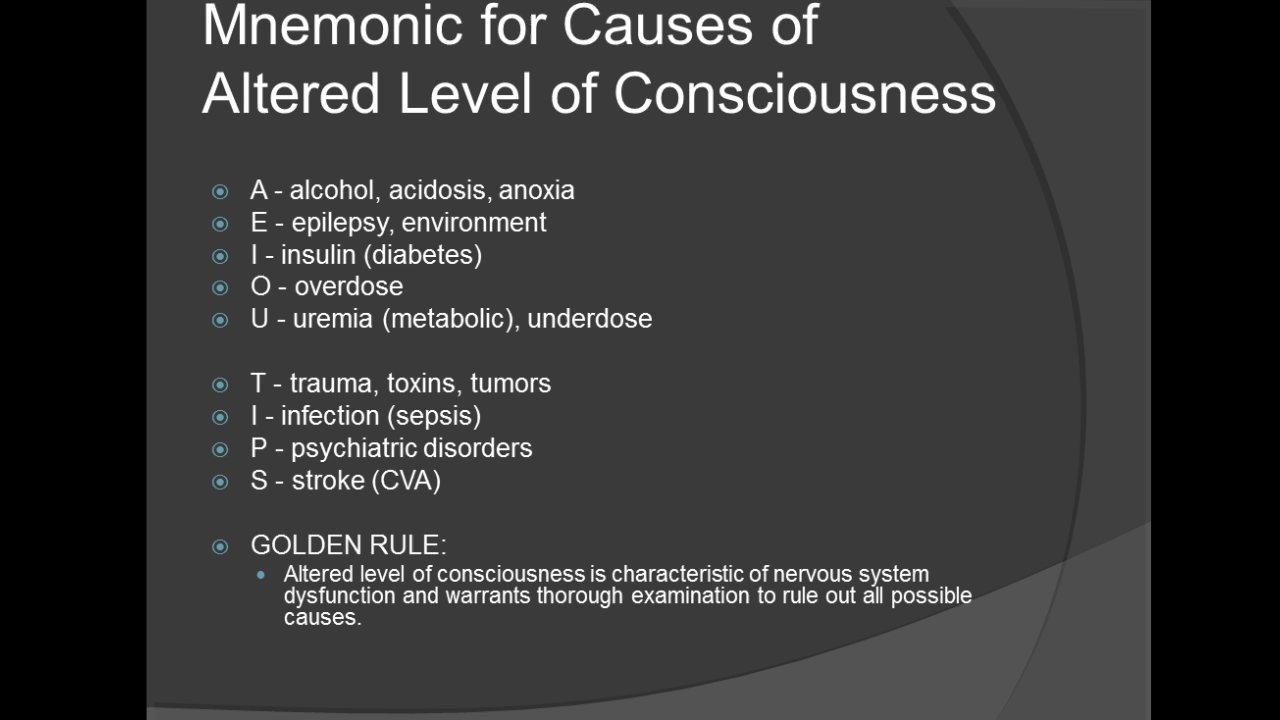 Mnemonic for Causes of
Altered Level of Consciousness
A - alcohol, acidosis, anoxia
E - epilepsy, environment
I - insulin (diabetes)
O - overdose
U - uremia (metabolic), underdose
T - trauma, toxins, tumors
I - infection (sepsis)
P - psychiatric disorders
S - stroke (CVA)
GOLDEN RULE:
Altered level of consciousness is characteristic of nervous system
dysfunction and warrants thorough examination to rule out all possible
causes.